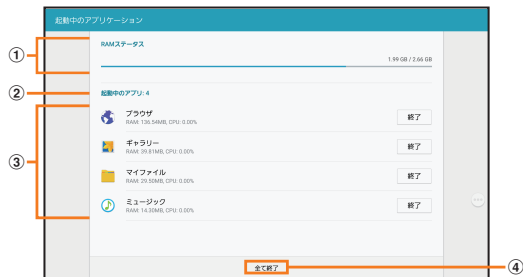 起動中のアプリケーション
RAMステータス
1.99 GB / 2.66 GB
起動中のアプリ: 4
ブラウザ
RAM: 136.54MB, CPU: 0.00%
終了
ギャラリー
RAM: 39.81MB, CPU: 0.00%
終了
マイファイル
RAM: 29.50MB, CPU: 0.00%
終了
ミュージック
RAM: 14.30MB, CPU: 0.00%
終了
全て終了
①
②
③
④